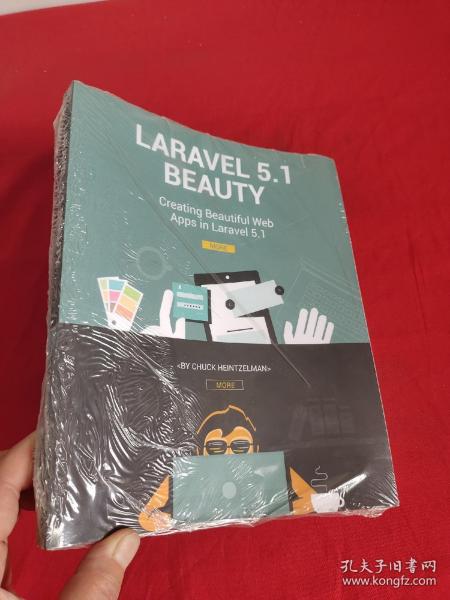 LARAVEL 5.1
BEAUTY
Creating Beautiful Web
Apps in Laravel 5.1
MORE
<BY CHUCK HEINTZELMAN>
MORE
孔夫子旧书网
www.kongfz.com